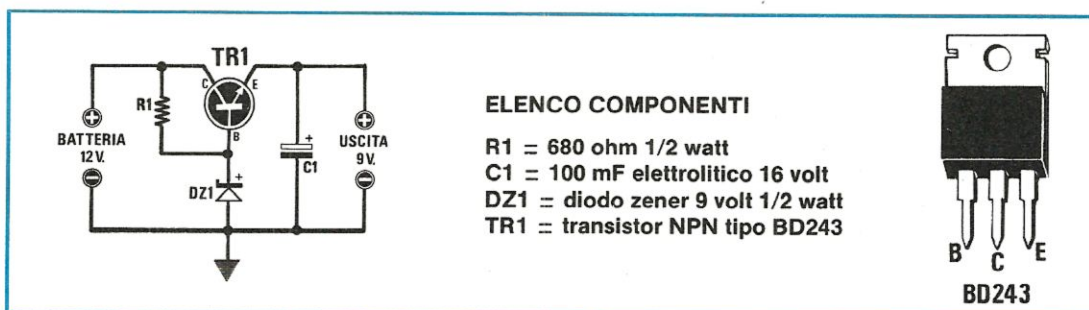 TR1
C
E
R1
B
BATTERIA
12 V.
USCITA
9 V.
+
C1
+
DZ1
ELENCO COMPONENTI
R1 = 680 ohm 1/2 watt
C1 = 100 mF elettrolitico 16 volt
DZ1 = diodo zener 9 volt 1/2 watt
TR1 = transistor NPN tipo BD243
B
C
E
BD243